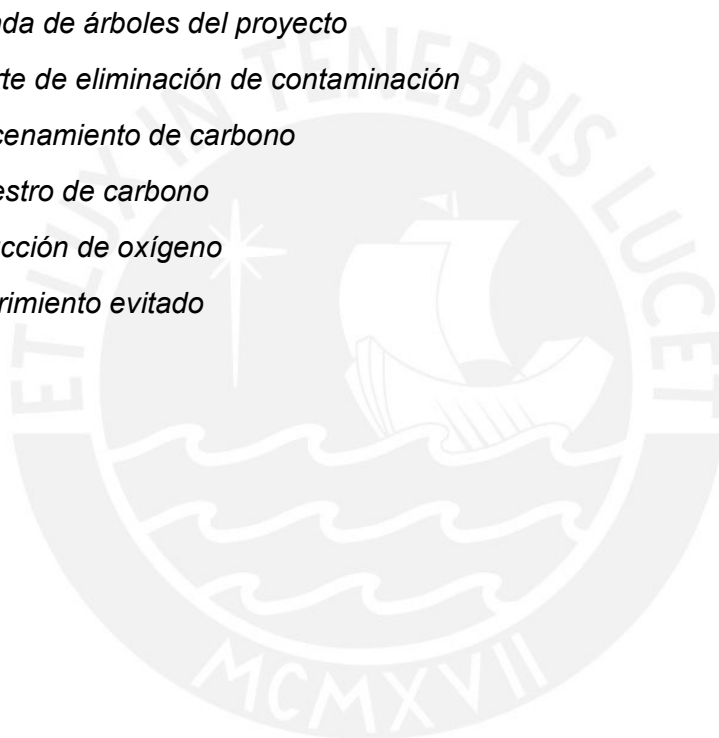 nda de árboles del proyecto
rte de eliminación de contaminación
cenamiento de carbono
estro de carbono
cción de oxígeno
rimiento evitado
ET LUX IN TENEBRIS LUCET
MCMXVII